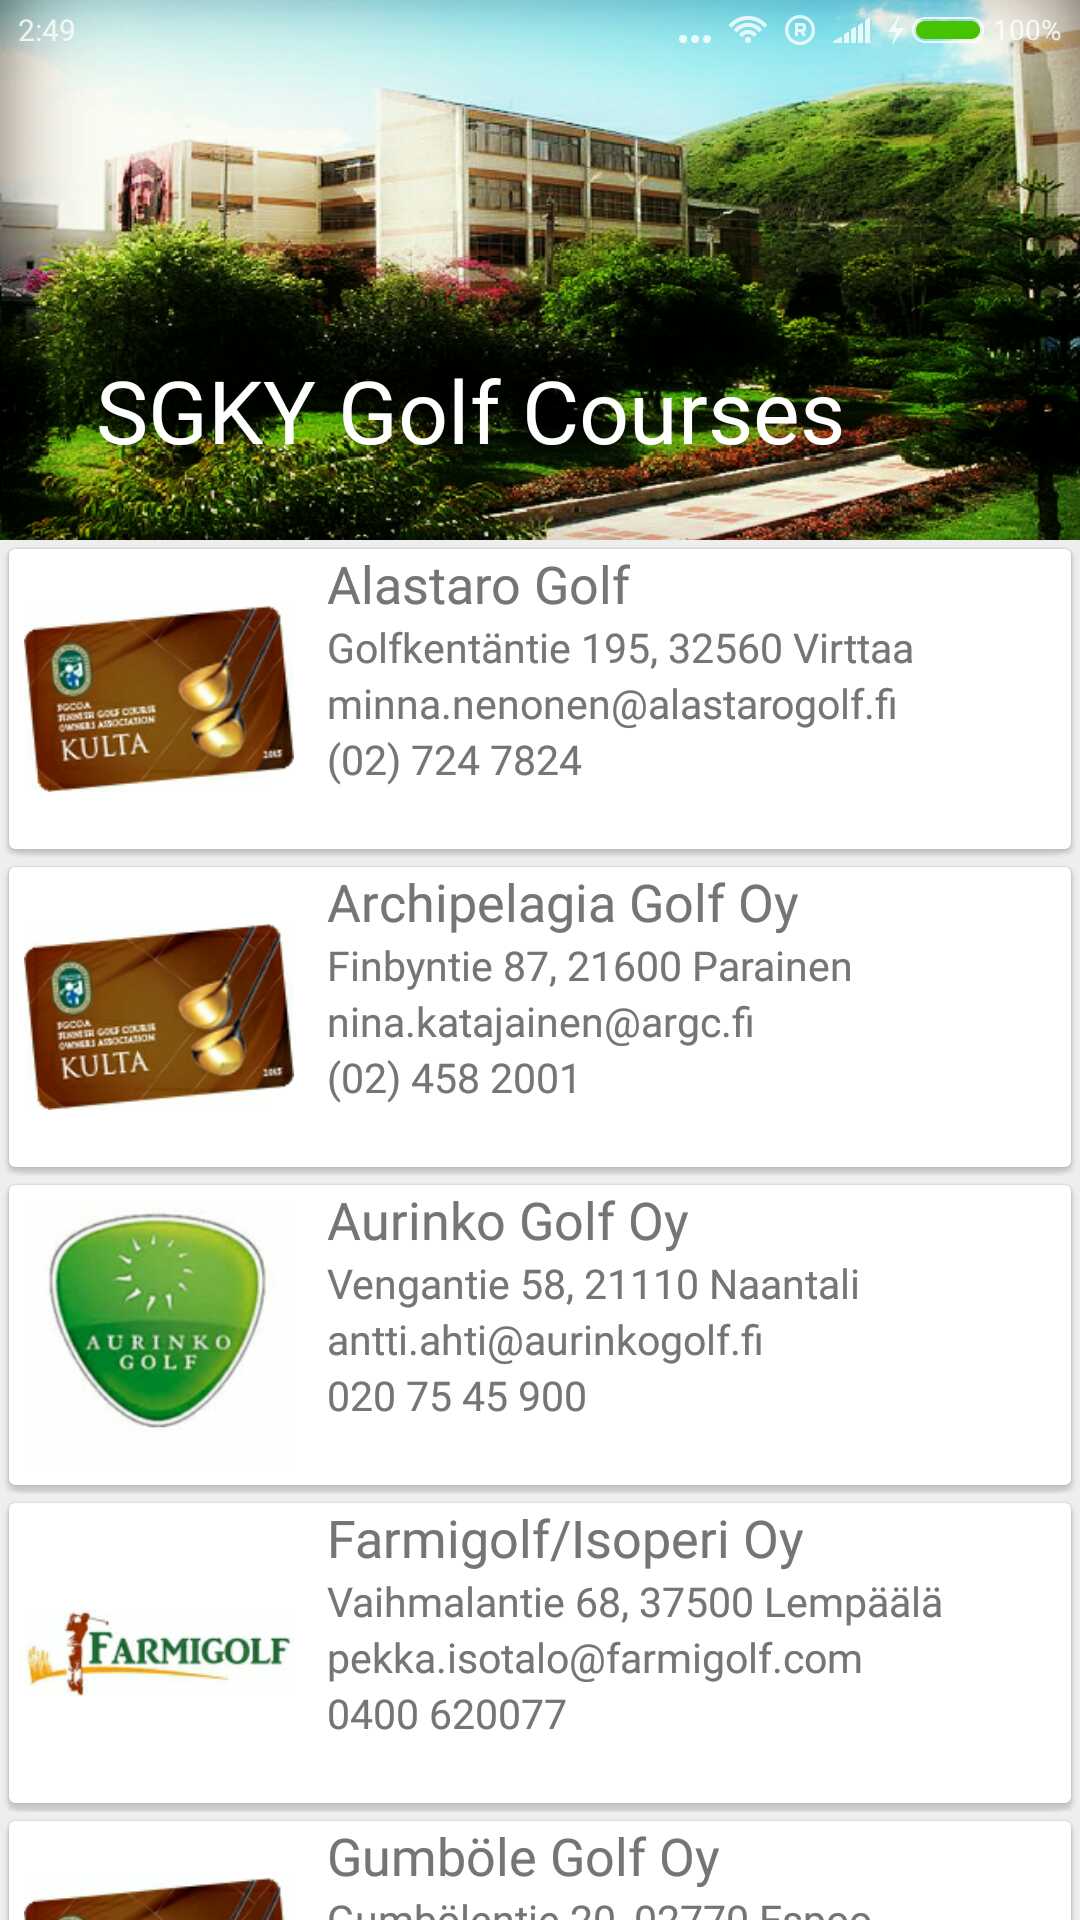 2:49
100%
SGKY Golf Courses
Alastaro Golf
Golfkentäntie 195, 32560 Virttaa
minna.nenonen@alastarogolf.fi
(02) 724 7824
FGCOA
FINNISH GOLF COURSE
OWNERS ASSOCIATION
KULTA
2015
Archipelagia Golf Oy
Finbyntie 87, 21600 Parainen
nina.katajainen@argc.fi
(02) 458 2001
FGCOA
FINNISH GOLF COURSE
OWNERS ASSOCIATION
KULTA
2015
Aurinko Golf Oy
Vengantie 58, 21110 Naantali
antti.ahti@aurinkogolf.fi
020 75 45 900
AURINKO
GOLF
Farmigolf/Isoperi Oy
Vaihmalantie 68, 37500 Lempäälä
pekka.isotalo@farmigolf.com
0400 620077
FARMIGOLF
Gumböle Golf Oy
Gumbölentie 20, 02770 Espoo